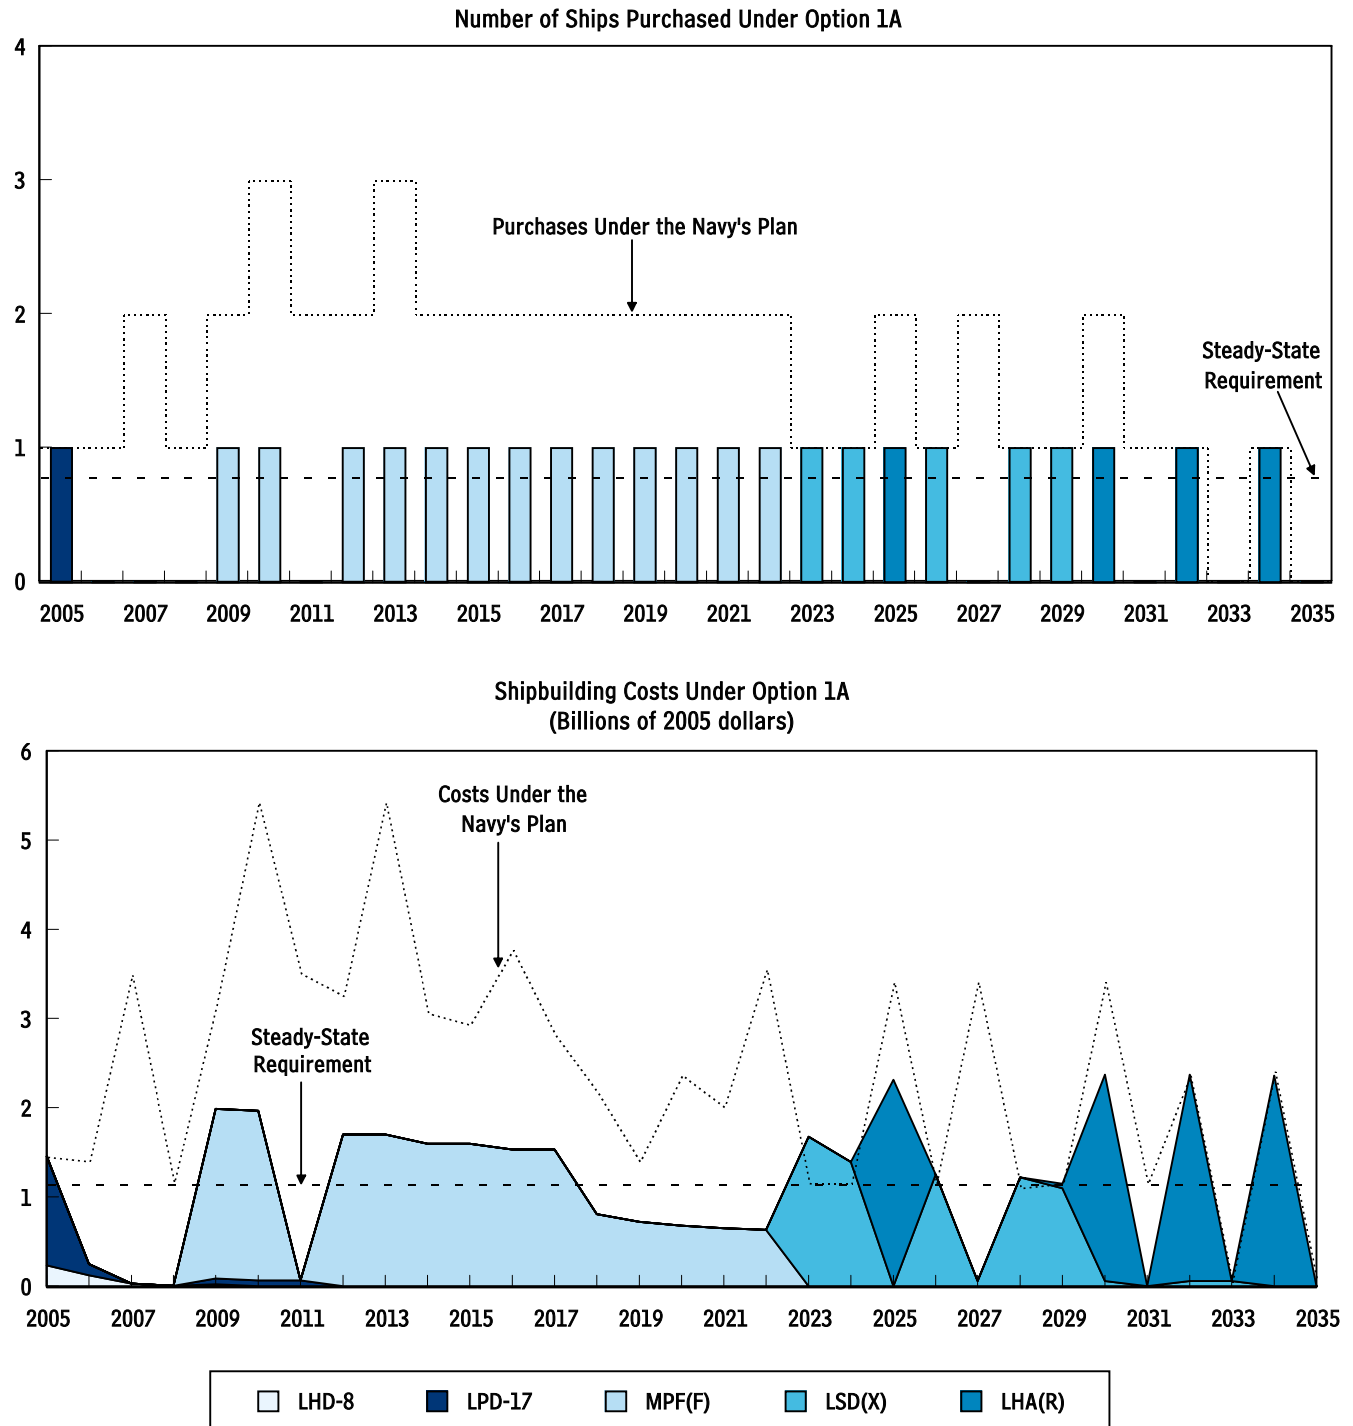 Number of Ships Purchased Under Option 1A
4
3
Purchases Under the Navy's Plan
2
Steady-State
Requirement
1
0
2005 2007 2009 2011 2013 2015 2017 2019 2021 2023 2025 2027 2029 2031 2033 2035
Shipbuilding Costs Under Option 1A
(Billions of 2005 dollars)
6
Costs Under the
Navy's Plan
5
4
3
Steady-State
Requirement
2
1
0
2005 2007 2009 2011 2013 2015 2017 2019 2021 2023 2025 2027 2029 2031 2033 2035
LHD-8 LPD-17 MPF(F) LSD(X) LHA(R)